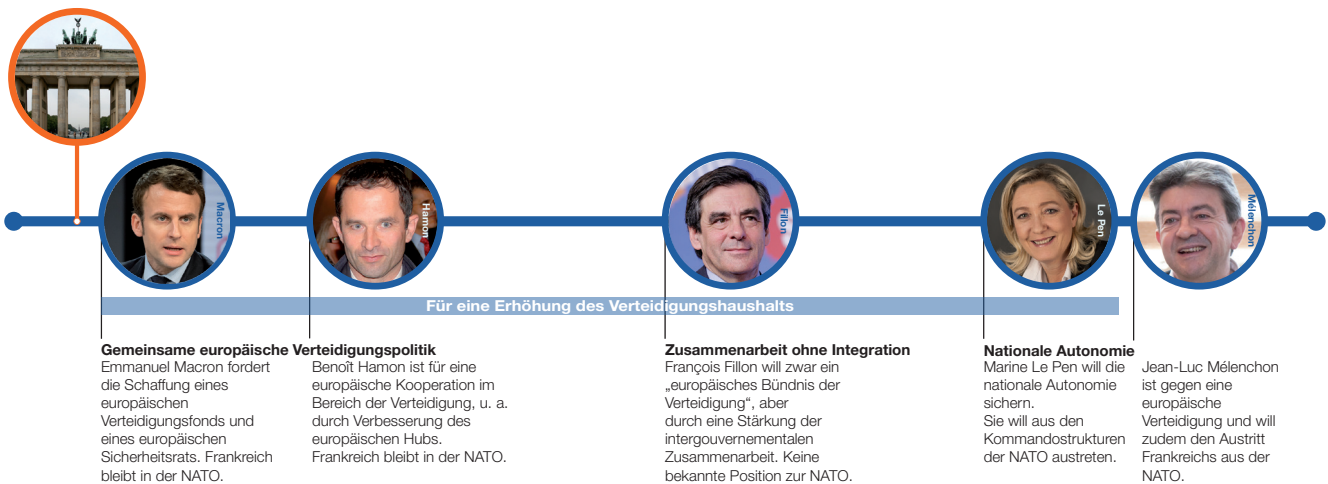 Macron
Hamon
Fillon
Le Pen
Mélenchon
Für eine Erhöhung des Verteidigungshaushalts
Gemeinsame europäische Verteidigungspolitik
Emmanuel Macron fordert
die Schaffung eines
europäischen
Verteidigungsfonds und
eines europäischen
Sicherheitsrats. Frankreich
bleibt in der NATO.
Benoît Hamon ist für eine
europäische Kooperation im
Bereich der Verteidigung, u. a.
durch Verbesserung des
europäischen Hubs.
Frankreich bleibt in der NATO.
Zusammenarbeit ohne Integration
François Fillon will zwar ein
„europäisches Bündnis der
Verteidigung“, aber
durch eine Stärkung der
intergouvernementalen
Zusammenarbeit. Keine
bekannte Position zur NATO.
Nationale Autonomie
Marine Le Pen will die
nationale Autonomie
sichern.
Sie will aus den
Kommandostrukturen
der NATO austreten.
Jean-Luc Mélenchon
ist gegen eine
europäische
Verteidigung und will
zudem den Austritt
Frankreichs aus der
NATO.